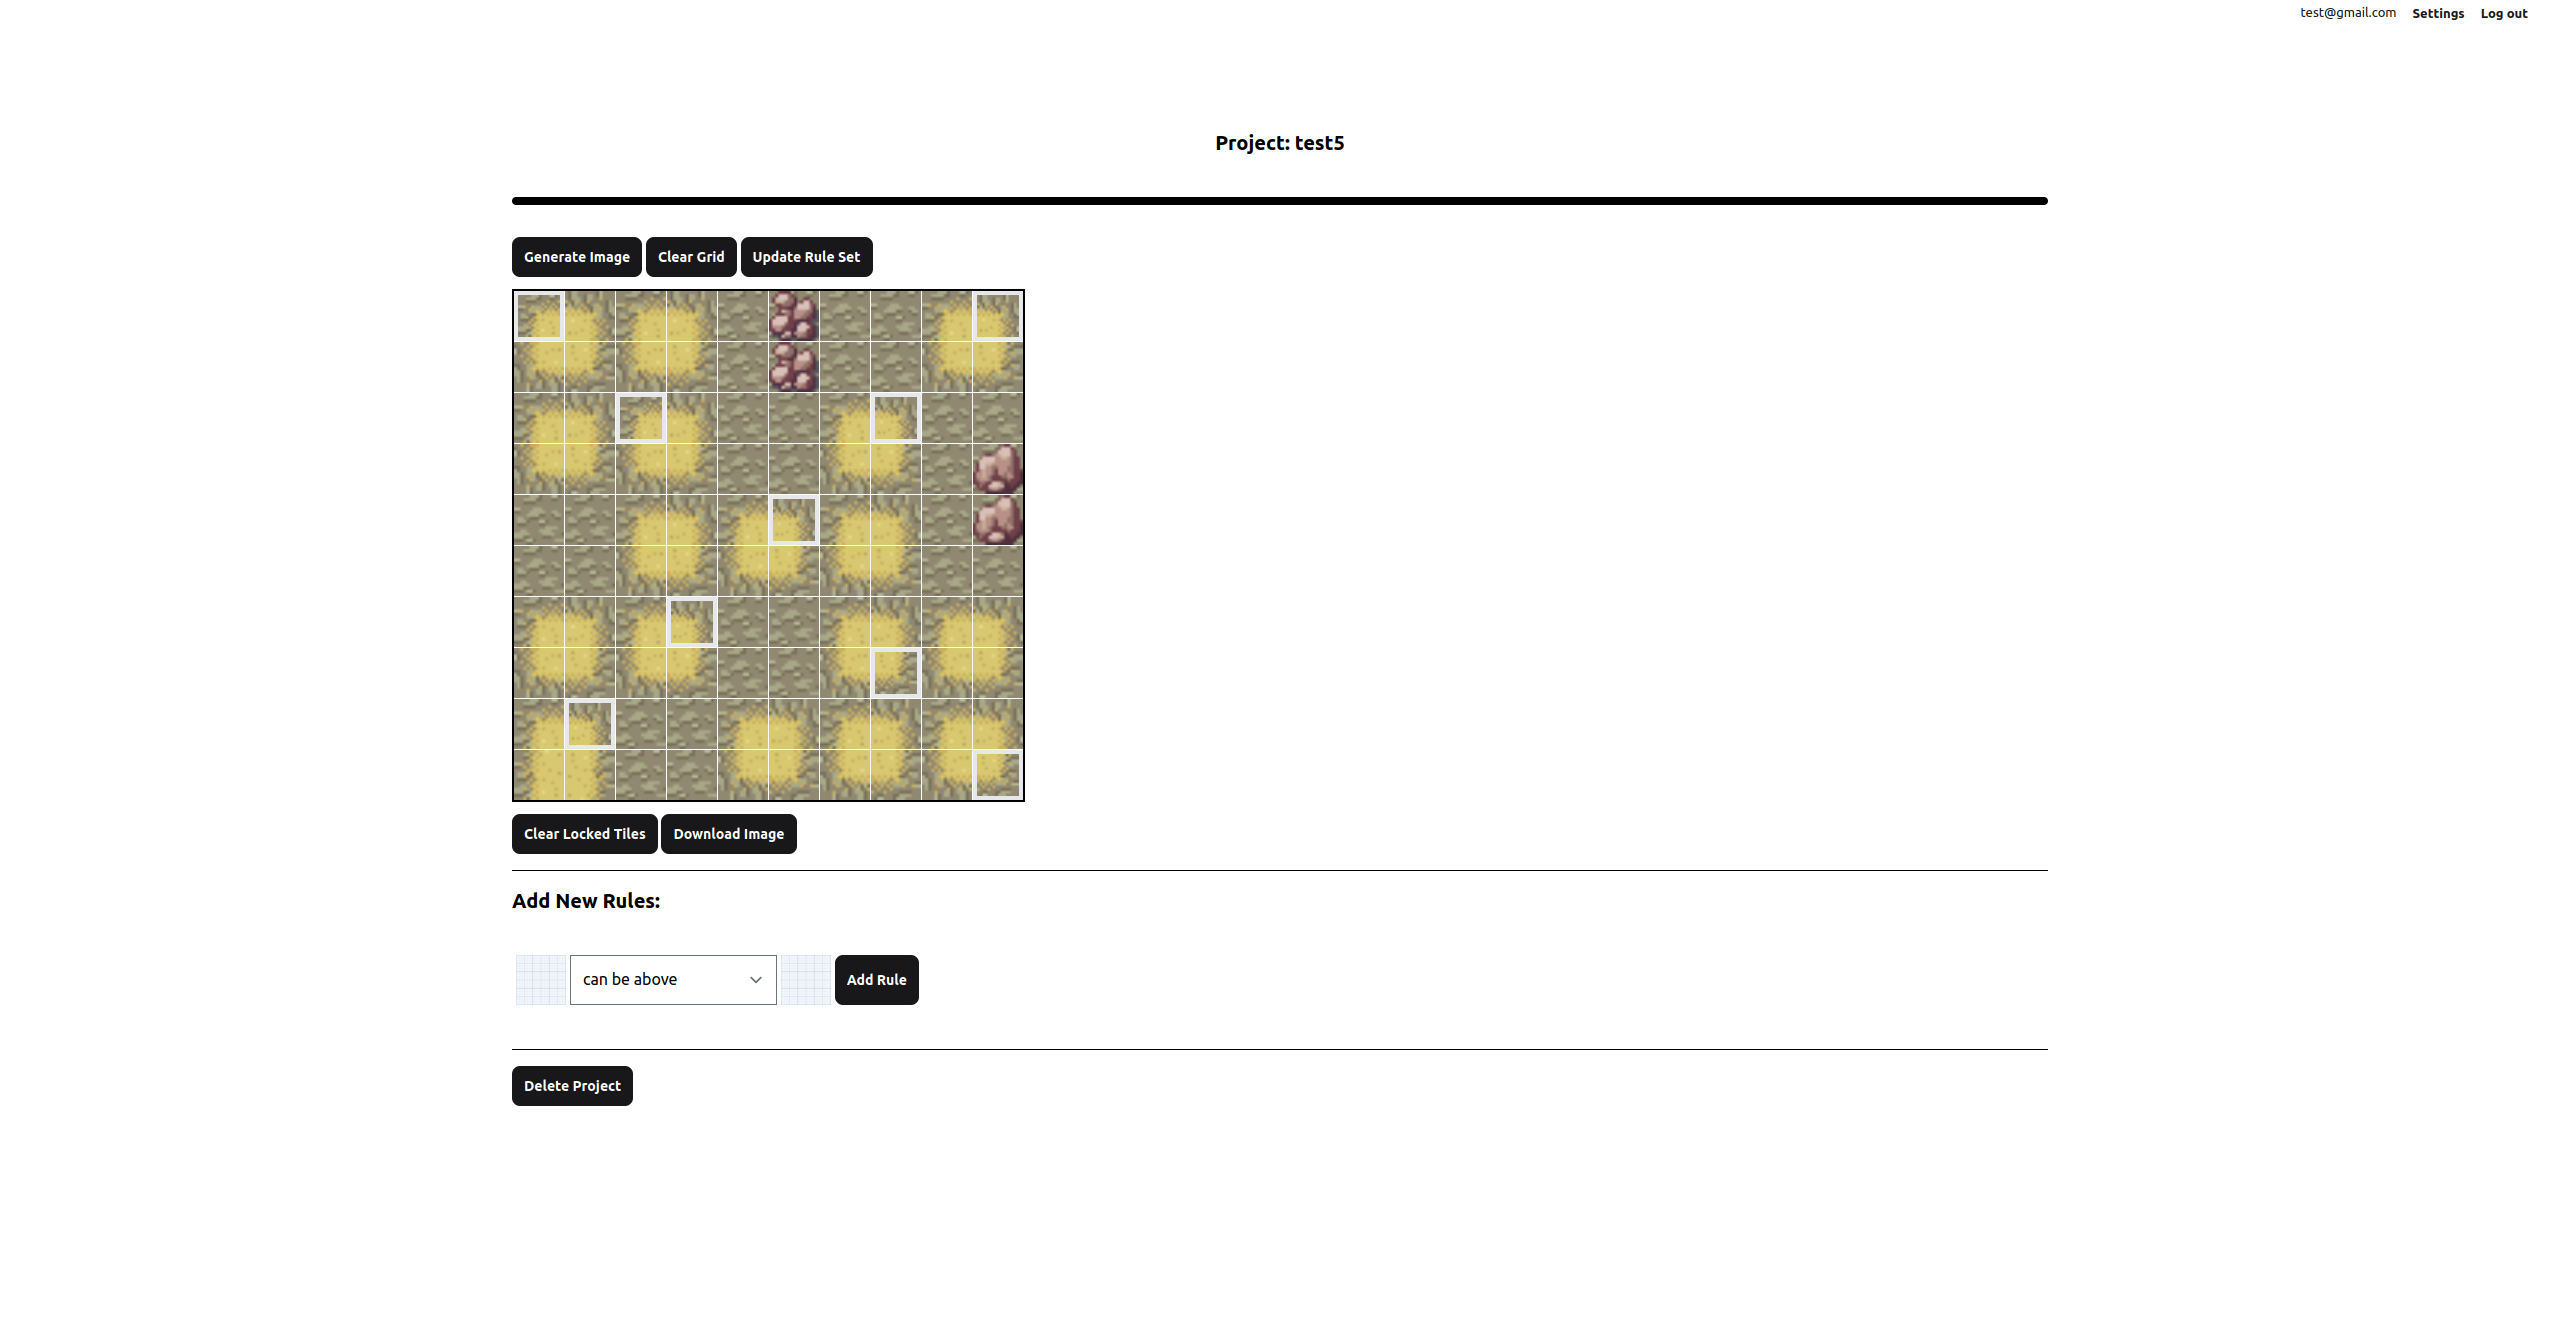 test@gmail.com Settings Log out
Project: test5
Generate Image Clear Grid Update Rule Set
Clear Locked Tiles Download Image
Add New Rules:
can be above Add Rule
Delete Project